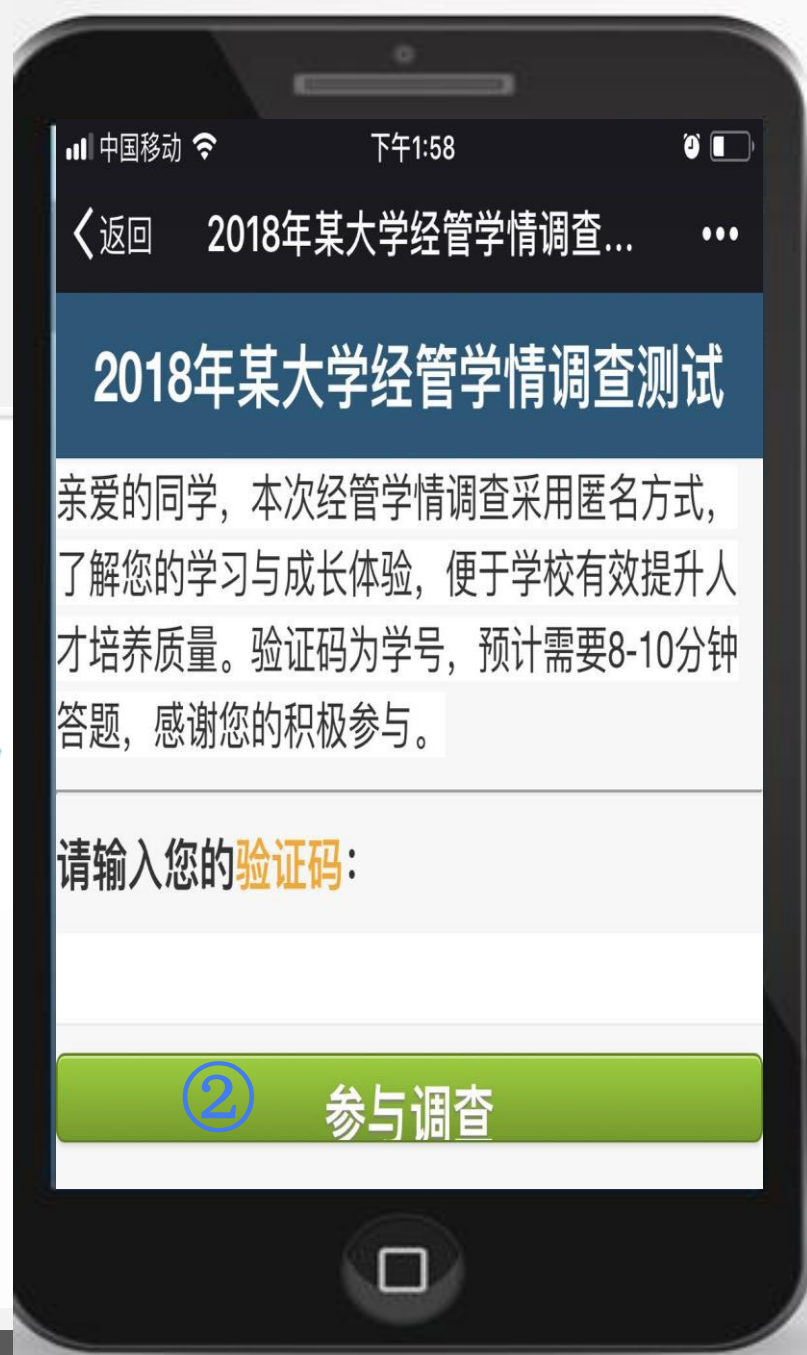 中国移动 下午1:58
返回 2018年某大学经管学情调查... •••
2018年某大学经管学情调查测试
亲爱的同学，本次经管学情调查采用匿名方式，
了解您的学习与成长体验，便于学校有效提升人
才培养质量。验证码为学号，预计需要8-10分钟
答题，感谢您的积极参与。
请输入您的验证码：
② 参与调查